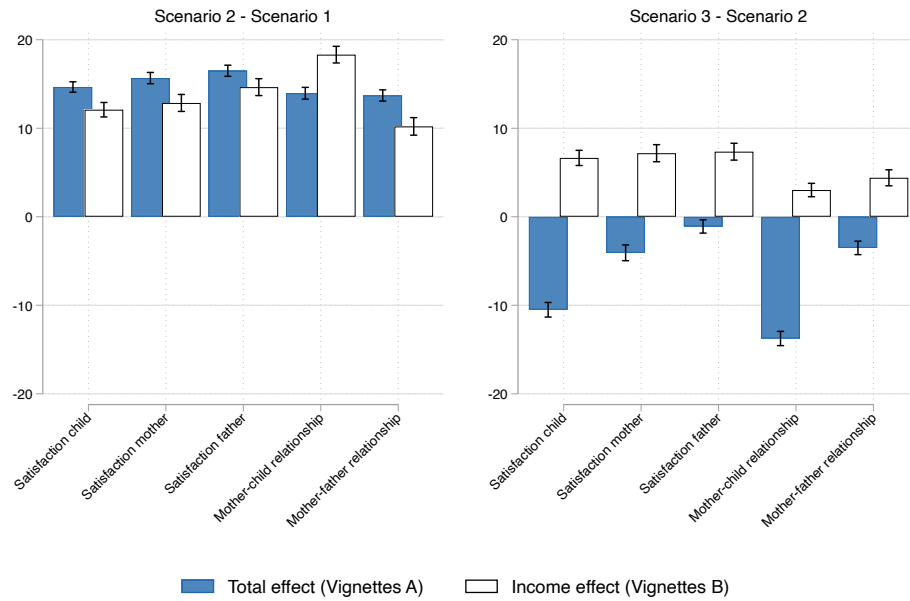 Scenario 2 - Scenario 1
20
10
0
-10
-20
Satisfaction child
Satisfaction mother
Satisfaction father
Mother-child relationship
Mother-father relationship
Scenario 3 - Scenario 2
20
10
0
-10
-20
Satisfaction child
Satisfaction mother
Satisfaction father
Mother-child relationship
Mother-father relationship
Total effect (Vignettes A)
Income effect (Vignettes B)